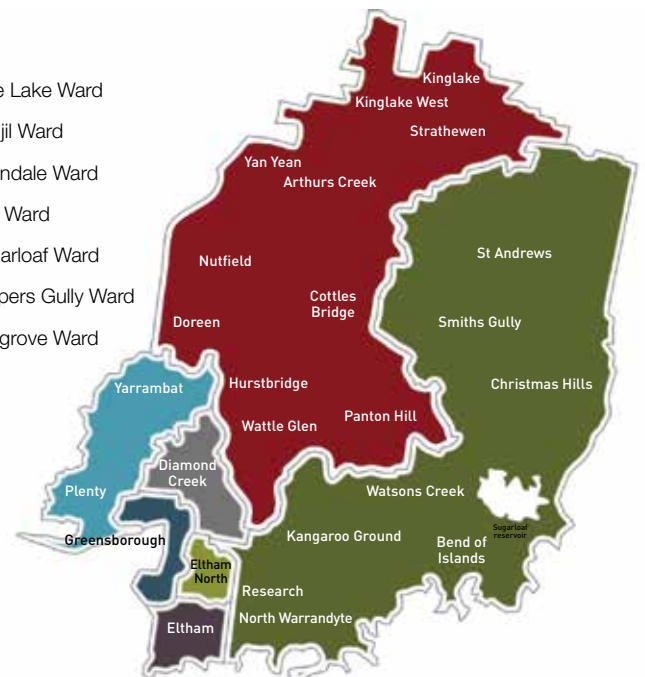 e Lake Ward
jil Ward
ndale Ward
Ward
arloaf Ward
pers Gully Ward
grove Ward
Kinglake
Kinglake West
Strathewen
Yan Yean
Arthurs Creek
St Andrews
Nutfield
Cottles
Bridge
Doreen
Smiths Gully
Yarrambat
Hurstbridge
Christmas Hills
Panton Hill
Wattle Glen
Diamond
Creek
Plenty
Watsons Creek
Sugarloaf
reservoir
Greensborough
Kangaroo Ground
Bend of
Islands
Eltham
North
Research
North Warrandyte
Eltham